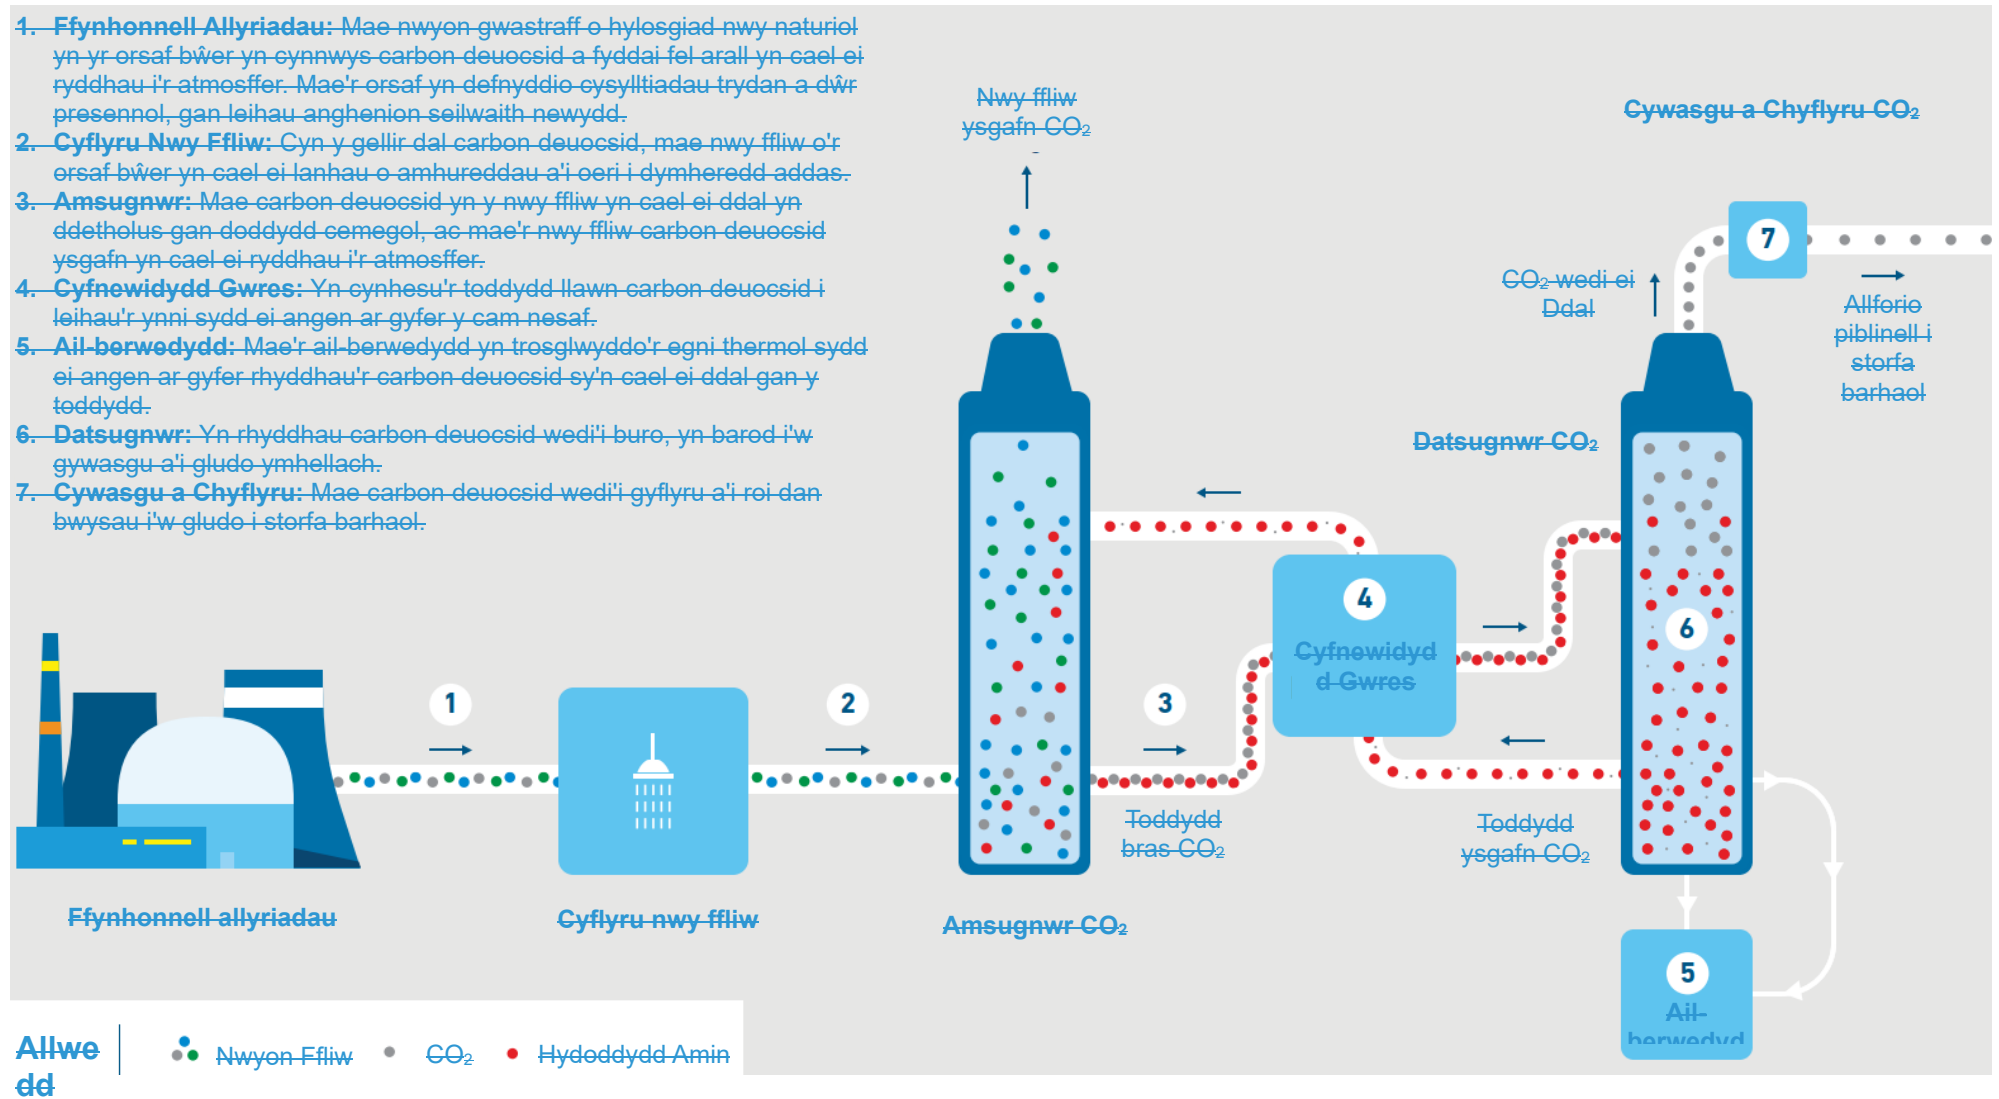 1. Ffynhonnell Allyriadau: Mae nwyon gwastraff o hylosgiad nwy naturiol
yn yr orsaf bŵer yn cynnwys carbon deuocsid a fyddai fel arall yn cael ei
ryddhau i'r atmosffer. Mae'r orsaf yn defnyddio cysylltiadau trydan a dŵr
presennol, gan leihau anghenion seilwaith newydd.
2. Cyflyru Nwy Ffliw: Cyn y gellir dal carbon deuocsid, mae nwy ffliw o'r
orsaf bŵer yn cael ei lanhau o amhureddau a'i oeri i dymheredd addas.
3. Amsugnwr: Mae carbon deuocsid yn y nwy ffliw yn cael ei ddal yn
ddetholus gan doddydd cemegol, ac mae'r nwy ffliw carbon deuocsid
ysgafn yn cael ei ryddhau i'r atmosffer.
4. Cyfnewidydd Gwres: Yn cynhesu'r toddydd llawn carbon deuocsid i
leihau'r ynni sydd ei angen ar gyfer y cam nesaf.
5. Ail-berwedydd: Mae'r ail-berwedydd yn trosglwyddo'r egni thermol sydd
ei angen ar gyfer rhyddhau'r carbon deuocsid sy'n cael ei ddal gan y
toddydd.
6. Datsugnwr: Yn rhyddhau carbon deuocsid wedi'i buro, yn barod i'w
gywasgu a'i gludo ymhellach.
7. Cywasgu a Chyflyru: Mae carbon deuocsid wedi'i gyflyru a'i roi dan
bwysau i'w gludo i storfa barhaol.
Nwy ffliw
ysgafn CO₂
Cywasgu a Chyflyru CO₂
7
CO₂ wedi ei
Ddal
Allforio
piblinell i
storfa
barhaol
Datsugnwr CO₂
4
Cyfnewidyd
d Gwres
6
1
2
3
Toddydd
bras CO₂
Toddydd
ysgafn CO₂
Ffynhonnell allyriadau
Cyflyru nwy ffliw
Amsugnwr CO₂
5
Ail-
berwedyd
Allwe
dd
Nwyon Ffliw
CO₂
Hydoddydd Amin